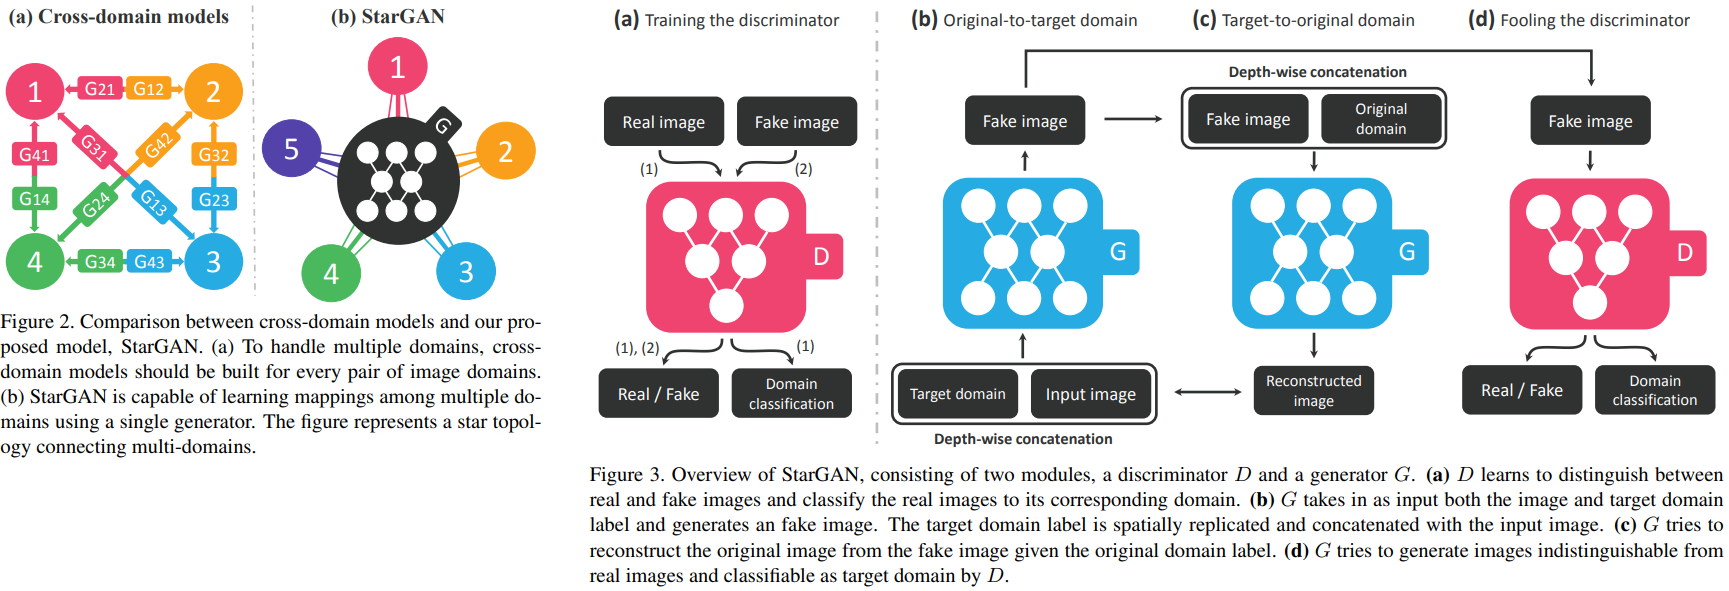 (a) Cross-domain models
1
G21
G12
2
G41
G31
G42
G32
G14
G24
G13
G23
4
G34
G43
3
(b) StarGAN
1
G
5
2
4
3
Figure 2. Comparison between cross-domain models and our pro-
posed model, StarGAN. (a) To handle multiple domains, cross-
domain models should be built for every pair of image domains.
(b) StarGAN is capable of learning mappings among multiple do-
mains using a single generator. The figure represents a star topol-
ogy connecting multi-domains.
(a) Training the discriminator
Real image
Fake image
(1)
(2)
D
(1), (2)
(1)
Real / Fake
Domain
classification
(b) Original-to-target domain
Fake image
G
Target domain
Input image
Depth-wise concatenation
(c) Target-to-original domain
Depth-wise concatenation
Fake image
Original
domain
G
Reconstructed
image
(d) Fooling the discriminator
Fake image
D
Real / Fake
Domain
classification
Figure 3. Overview of StarGAN, consisting of two modules, a discriminator D and a generator G. (a) D learns to distinguish between
real and fake images and classify the real images to its corresponding domain. (b) G takes in as input both the image and target domain
label and generates an fake image. The target domain label is spatially replicated and concatenated with the input image. (c) G tries to
reconstruct the original image from the fake image given the original domain label. (d) G tries to generate images indistinguishable from
real images and classifiable as target domain by D.